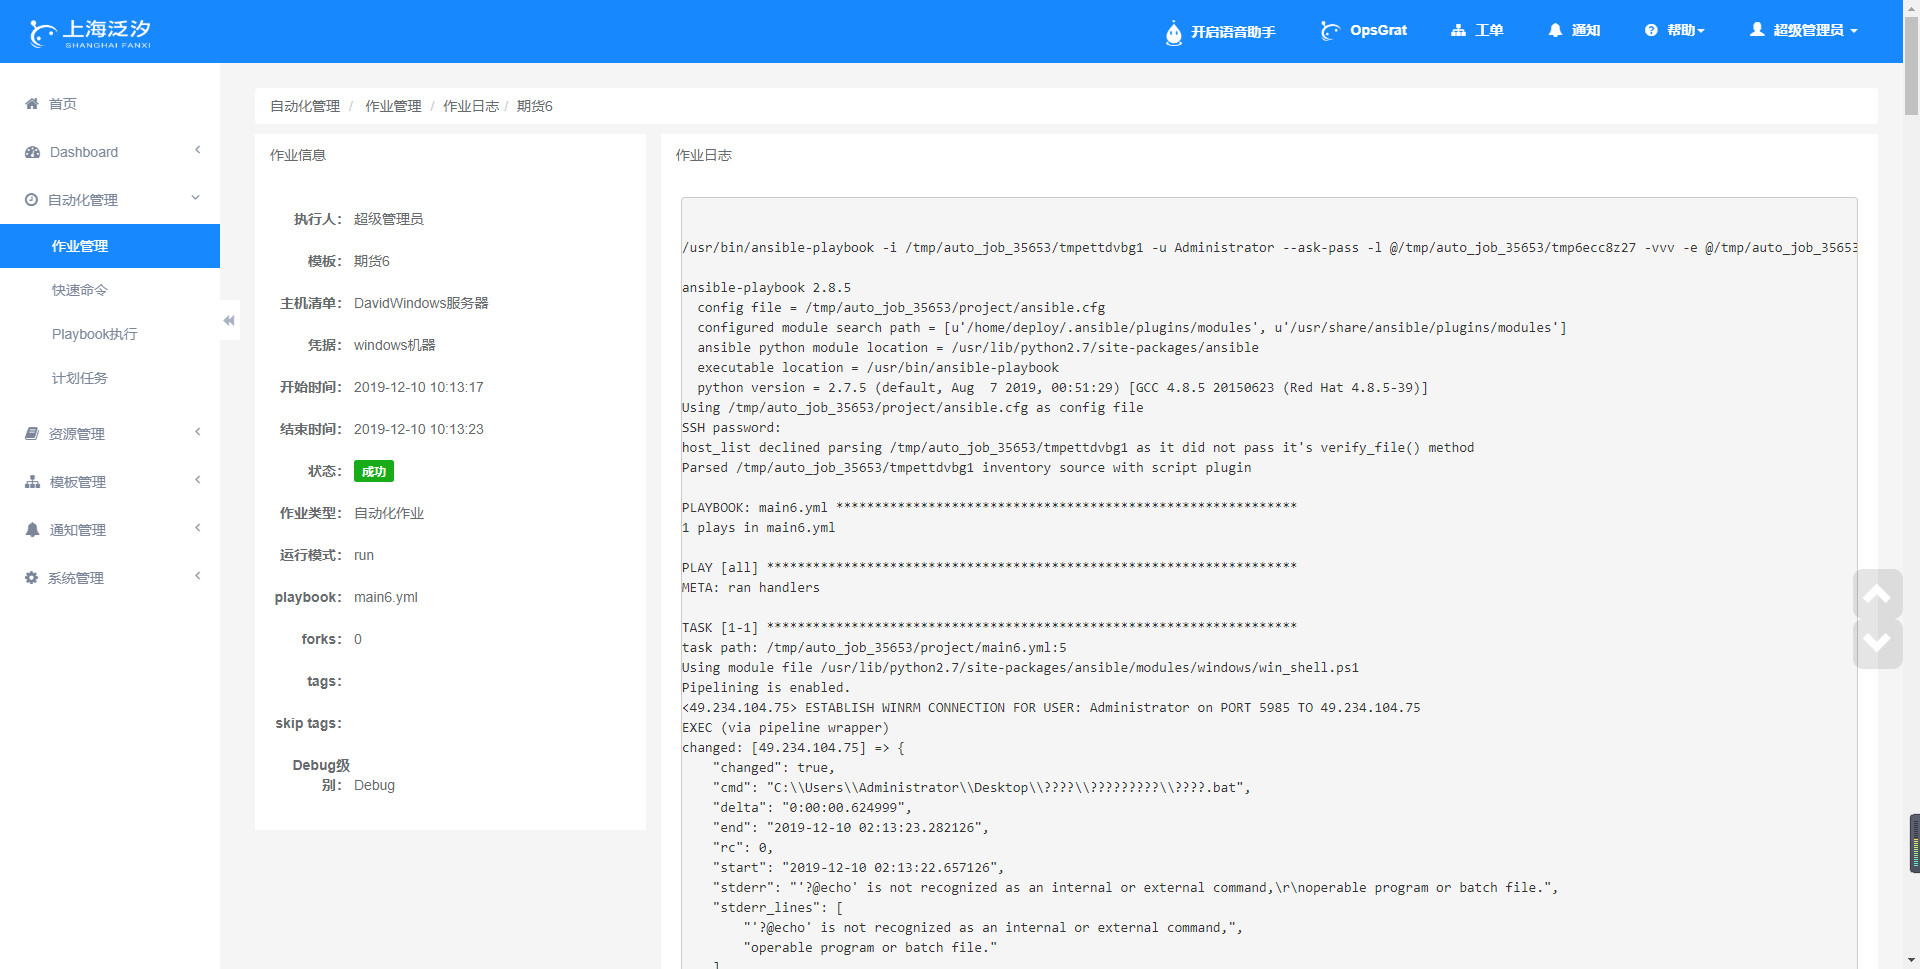 上海泛汐
SHANGHAI FANXI
开启语音助手
OpsGrat
工单
通知
帮助
超级管理员
首页
Dashboard
自动化管理
作业管理
快速命令
Playbook执行
计划任务
资源管理
模板管理
通知管理
系统管理
自动化管理 / 作业管理 / 作业日志 / 期货6
作业信息
执行人: 超级管理员
模板: 期货6
主机清单: DavidWindows服务器
凭据: windows机器
开始时间: 2019-12-10 10:13:17
结束时间: 2019-12-10 10:13:23
状态: 成功
作业类型: 自动化作业
运行模式: run
playbook: main6.yml
forks: 0
tags:
skip tags:
Debug级
别: Debug
作业日志
/usr/bin/ansible-playbook -i /tmp/auto_job_35653/tmpettdvbg1 -u Administrator --ask-pass -l @/tmp/auto_job_35653/tmp6ecc8z27 -vvv -e @/tmp/auto_job_35653
ansible-playbook 2.8.5
config file = /tmp/auto_job_35653/project/ansible.cfg
configured module search path = [u'/home/deploy/.ansible/plugins/modules', u'/usr/share/ansible/plugins/modules']
ansible python module location = /usr/lib/python2.7/site-packages/ansible
executable location = /usr/bin/ansible-playbook
python version = 2.7.5 (default, Aug  7 2019, 00:51:29) [GCC 4.8.5 20150623 (Red Hat 4.8.5-39)]
Using /tmp/auto_job_35653/project/ansible.cfg as config file
SSH password:
host_list declined parsing /tmp/auto_job_35653/tmpettdvbg1 as it did not pass it's verify_file() method
Parsed /tmp/auto_job_35653/tmpettdvbg1 inventory source with script plugin
PLAYBOOK: main6.yml ************************************************************
1 plays in main6.yml
PLAY [all] *********************************************************************
META: ran handlers
TASK [1-1] *********************************************************************
task path: /tmp/auto_job_35653/project/main6.yml:5
Using module file /usr/lib/python2.7/site-packages/ansible/modules/windows/win_shell.ps1
Pipelining is enabled.
<49.234.104.75> ESTABLISH WINRM CONNECTION FOR USER: Administrator on PORT 5985 TO 49.234.104.75
EXEC (via pipeline wrapper)
changed: [49.234.104.75] => {
"changed": true,
"cmd": "C:\\Users\\Administrator\\Desktop\\????\\?????????\\????.bat",
"delta": "0:00:00.624999",
"end": "2019-12-10 02:13:23.282126",
"rc": 0,
"start": "2019-12-10 02:13:22.657126",
"stderr": "'?@echo' is not recognized as an internal or external command,\r\noperable program or batch file.",
"stderr_lines": [
"'?@echo' is not recognized as an internal or external command,",
"operable program or batch file."
]